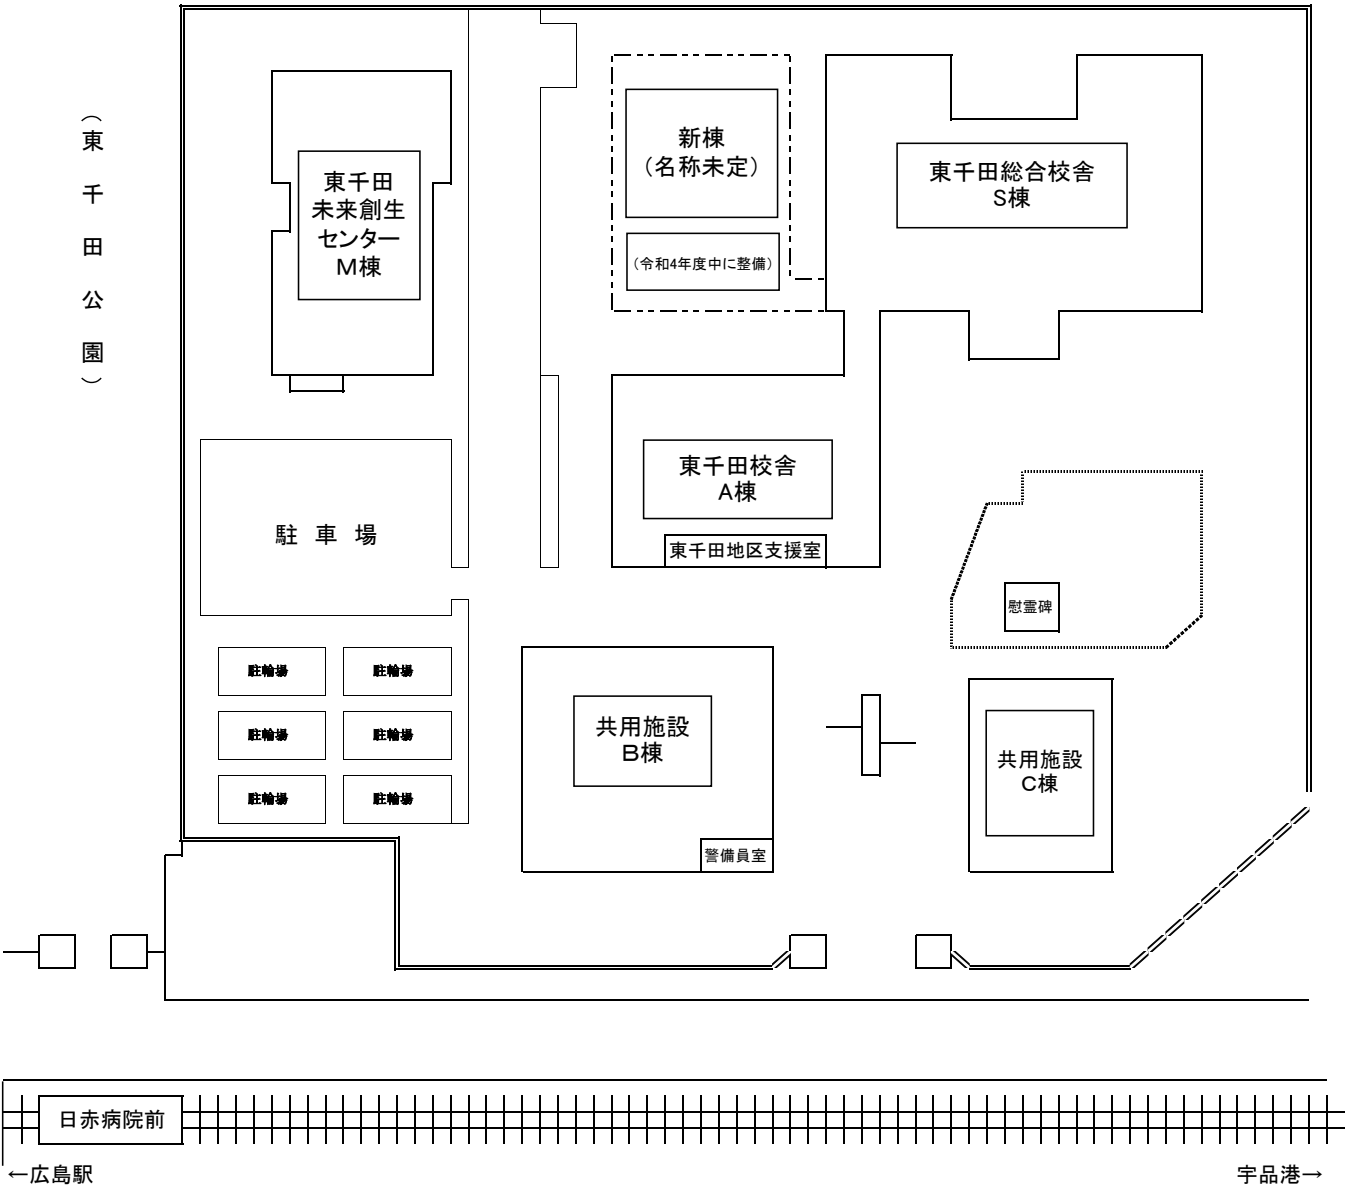 (東千田公園)
新棟
(名称未定)
(令和4年度中に整備)
東千田総合校舎
S棟
東千田
未来創生
センター
M棟
東千田校舎
A棟
東千田地区支援室
駐車場
慰霊碑
駐輪場
駐輪場
駐輪場
駐輪場
駐輪場
駐輪場
共用施設
B棟
警備員室
共用施設
C棟
日赤病院前
←広島駅
宇品港→